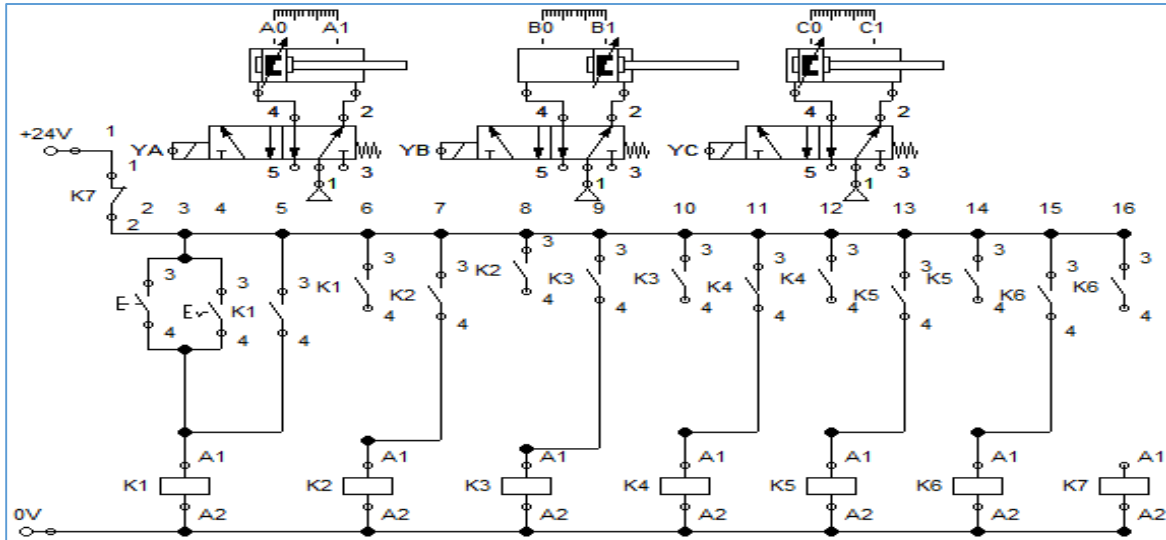 A0 A1 B0 B1 C0 C1
4 2 4 2 4 2
+24V 1 YA YB YC
5 1 3 5 1 3 5 1 3
1
K7
2
2 3 4 5 6 7 8 9 10 11 12 13 14 15 16
3 3 3 3 3 3 3 3 3 3 3 3 3 3
E Ev K1 K1 K2 K2 K3 K3 K4 K4 K5 K5 K6 K6
4 4 4 4 4 4 4 4 4 4 4 4 4 4
A1 A1 A1 A1 A1 A1 A1
K1 K2 K3 K4 K5 K6 K7
0V A2 A2 A2 A2 A2 A2 A2